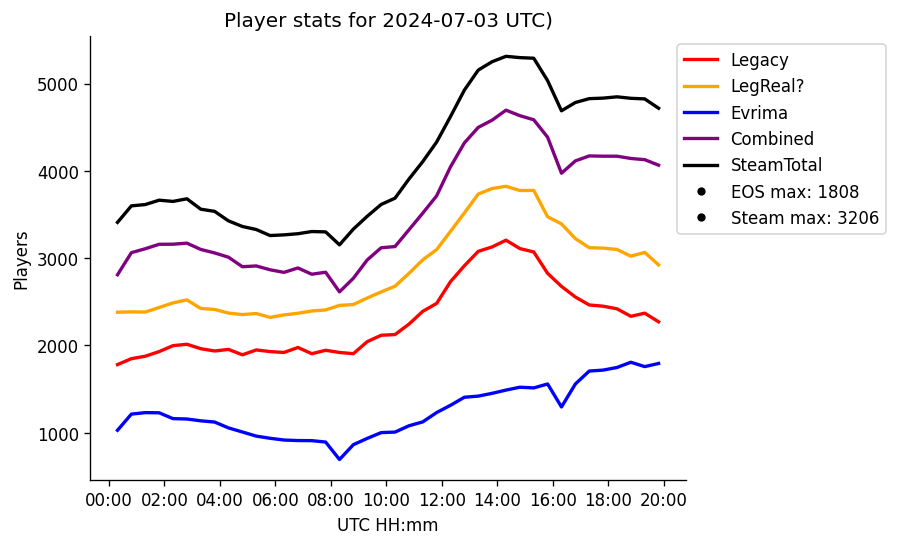 Player stats for 2024-07-03 UTC)
Players
5000
4000
3000
2000
1000
00:00 02:00 04:00 06:00 08:00 10:00 12:00 14:00 16:00 18:00 20:00
UTC HH:mm
Legacy
LegReal?
Evrima
Combined
SteamTotal
EOS max: 1808
Steam max: 3206